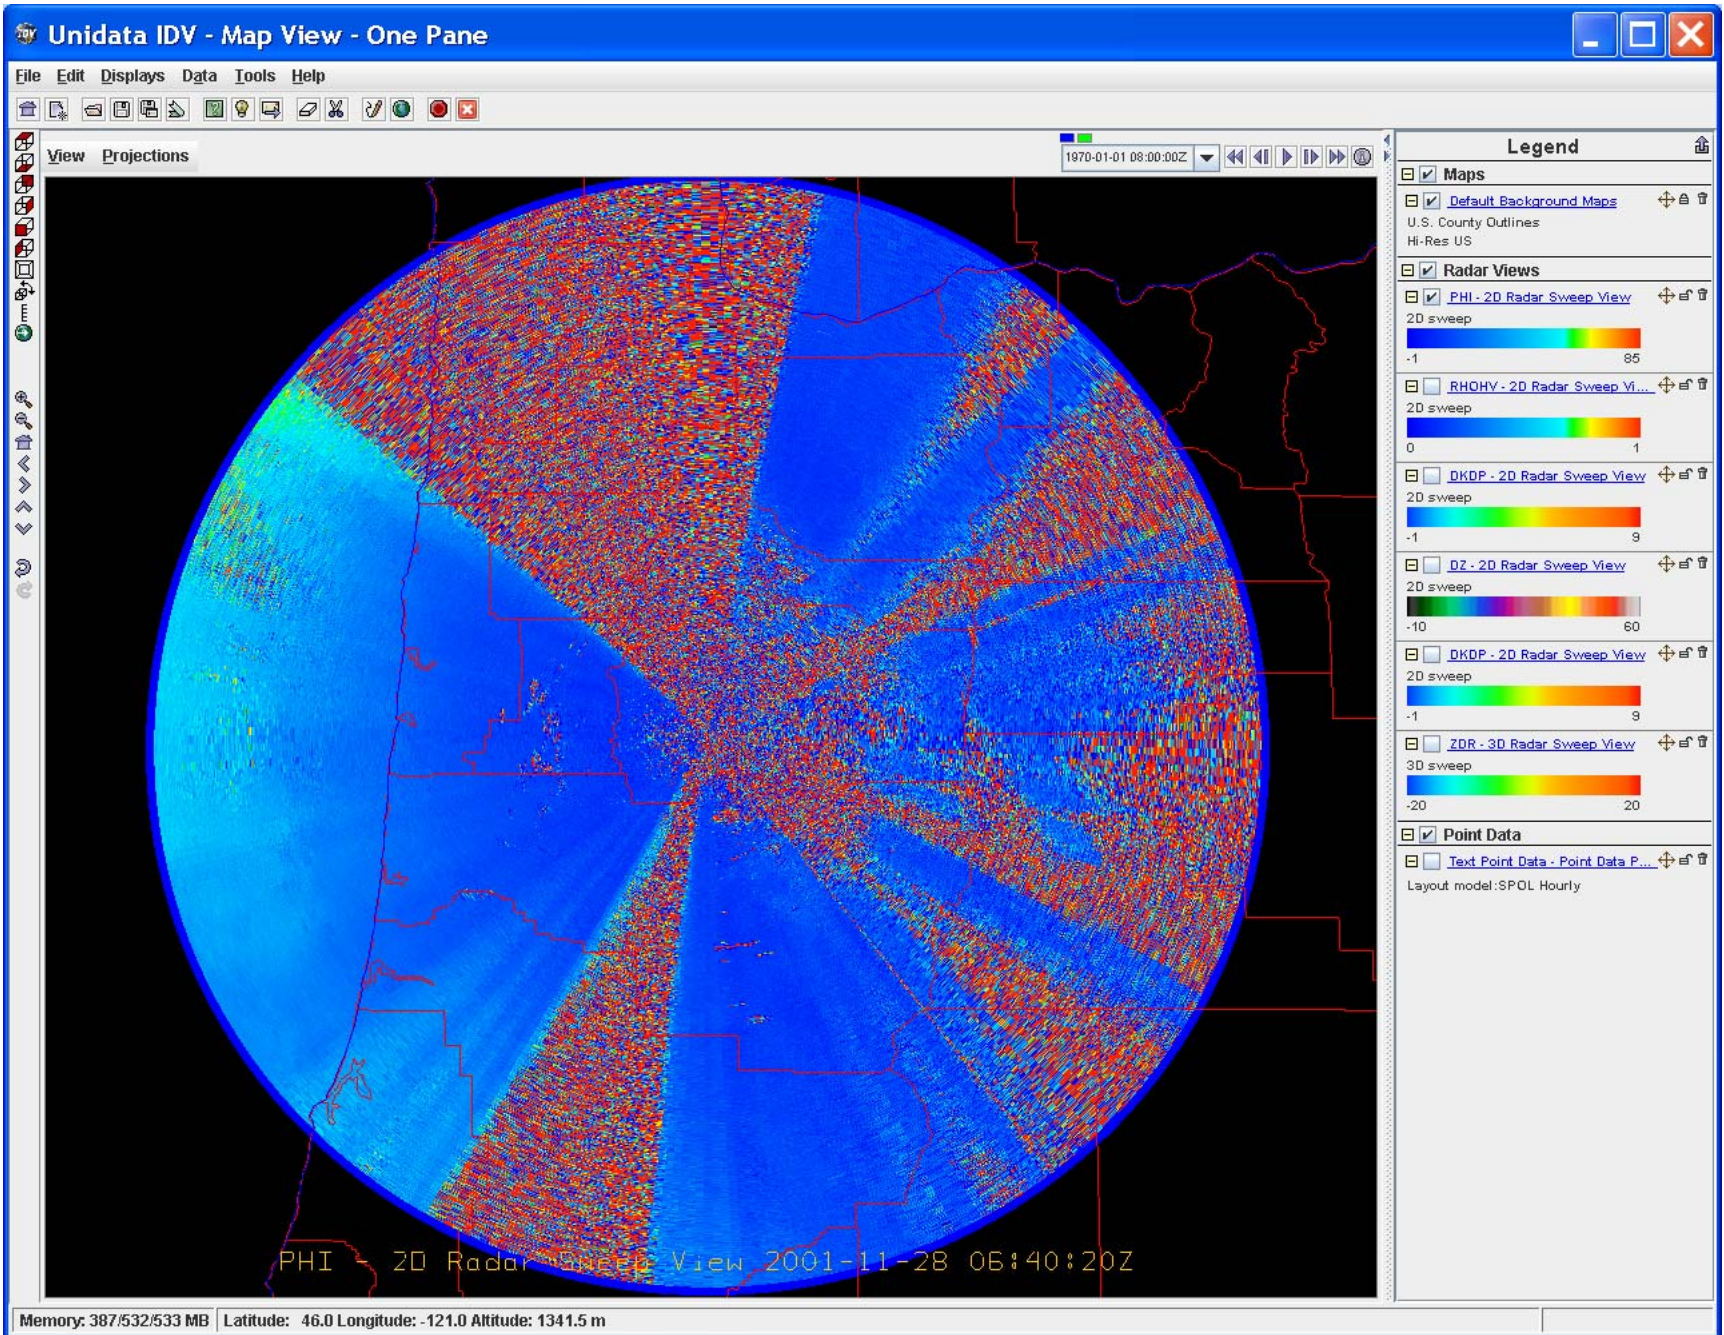 Unidata IDV - Map View - One Pane
File Edit Displays Data Tools Help
View Projections
1970-01-01 08:00:00Z
Legend
Maps
Default Background Maps
U.S. County Outlines
Hi-Res US
Radar Views
PHI - 2D Radar Sweep View
2D sweep
-1 85
RHOHV - 2D Radar Sweep Vi...
2D sweep
0 1
DKDP - 2D Radar Sweep View
2D sweep
-1 9
DZ - 2D Radar Sweep View
2D sweep
-10 60
DKDP - 2D Radar Sweep View
2D sweep
-1 9
ZDR - 3D Radar Sweep View
3D sweep
-20 20
Point Data
Text Point Data - Point Data P...
Layout model:SPOL Hourly
PHI - 2D Radar Sweep View 2001-11-28 06:40:20Z
Memory: 387/532/533 MB Latitude: 46.0 Longitude: -121.0 Altitude: 1341.5 m